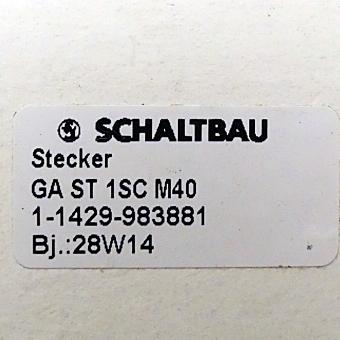 SCHALTBAU
Stecker
GA ST 1SC M40
1-1429-983881
Bj.:28W14